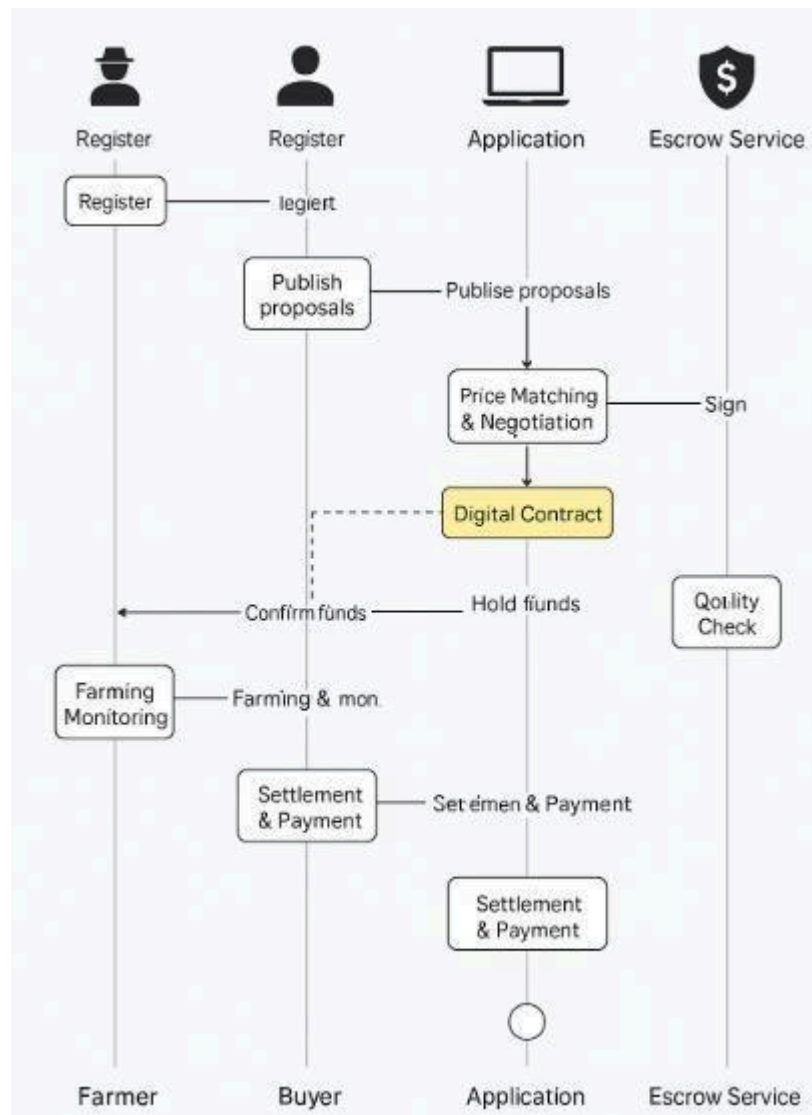 $
Register
Register
Application
Escrow Service
Register
legiert
Publish
proposals
Publise proposals
Price Matching
& Negotiation
Sign
Digital Contract
Confirm funds
Hold funds
Qolity
Check
Farming
Monitoring
Farming & mon.
Settlement
& Payment
Set emen & Payment
Settlement
& Payment
Farmer
Buyer
Application
Escrow Service